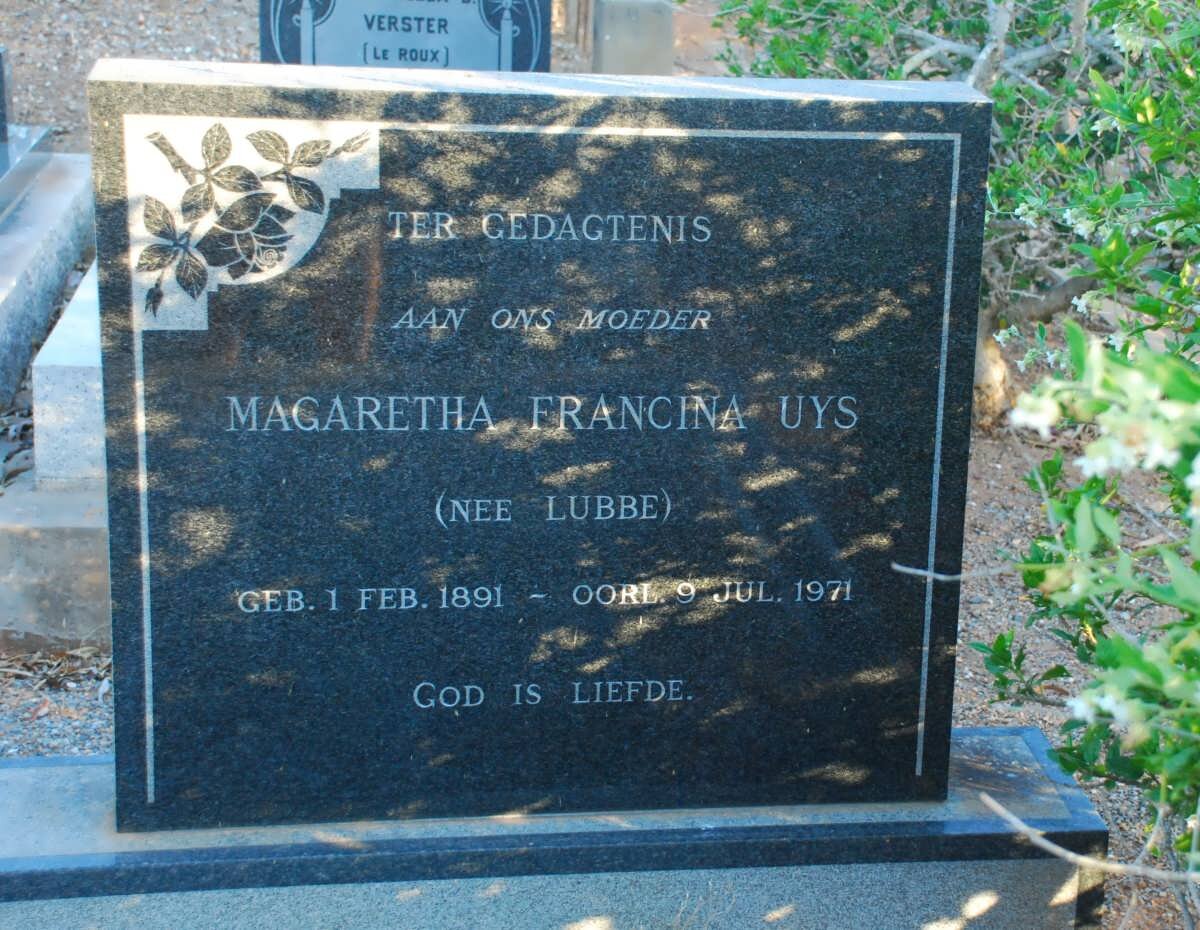 VERSTER
(LE ROUX)
TER GEDAGTENIS
AAN ONS MOEDER
MAGARETHA FRANCINA UYS
(NEE LUBBE)
GEB. 1 FEB. 1891 ~ OORL. 9 JUL. 1971
GOD IS LIEFDE.